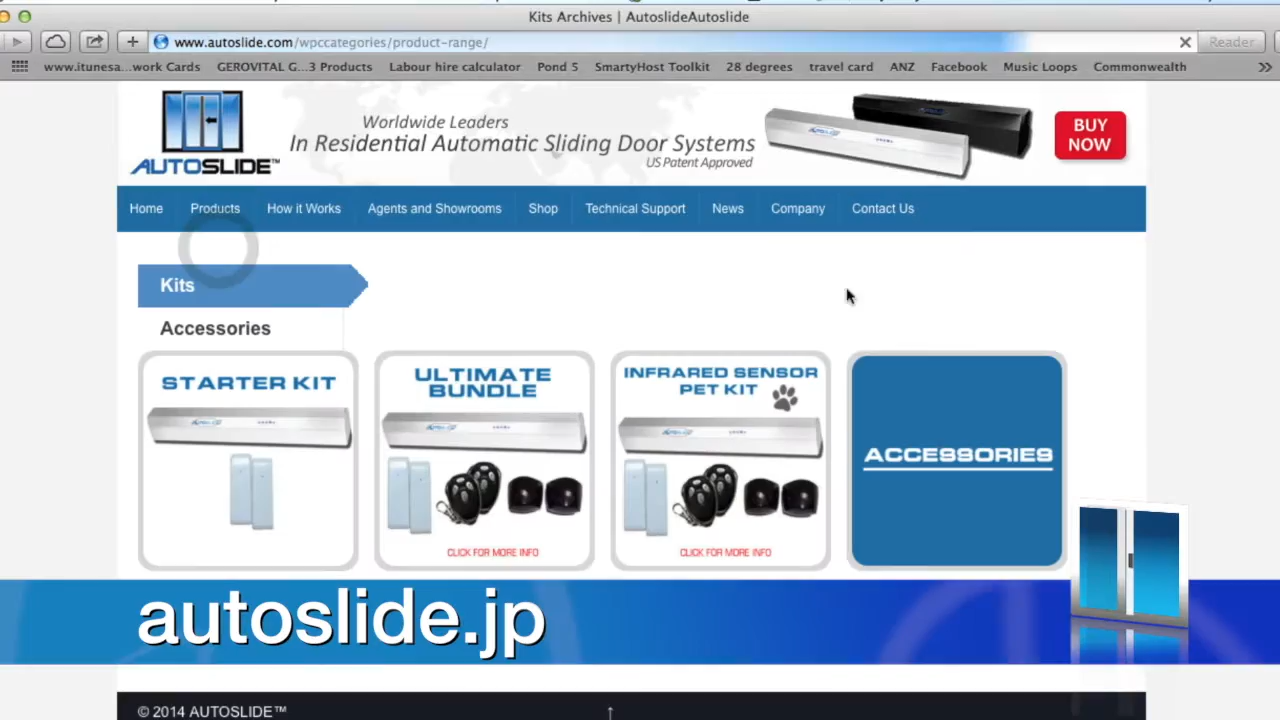 Kits Archives | AutoslideAutoslide
www.autoslide.com/wpccategories/product-range/
Reader
www.itunesa...work Cards GEROVITAL G...3 Products Labour hire calculator Pond 5 SmartyHost Toolkit 28 degrees travel card ANZ Facebook Music Loops Commonwealth
AUTOSLIDE™
Worldwide Leaders
In Residential Automatic Sliding Door Systems
US Patent Approved
BUY
NOW
Home Products How it Works Agents and Showrooms Shop Technical Support News Company Contact Us
Kits
Accessories
STARTER KIT
ULTIMATE
BUNDLE
CLICK FOR MORE INFO
INFRARED SENSOR
PET KIT
CLICK FOR MORE INFO
ACCESSORIES
autoslide.jp
© 2014 AUTOSLIDE™